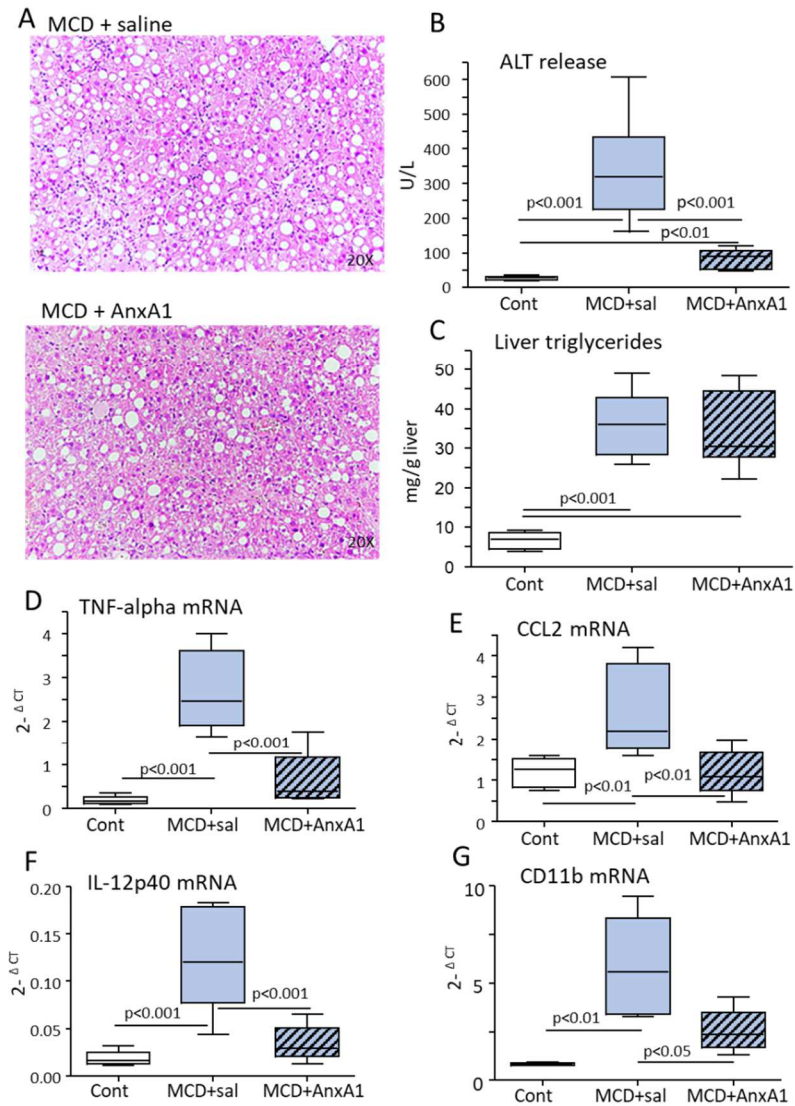 A
MCD + saline
20X
MCD + AnxA1
20X
B
ALT release
U/L
600
500
400
300
200
100
0
p<0.001
p<0.001
p<0.01
Cont
MCD+sal
MCD+AnxA1
C
Liver triglycerides
mg/g liver
50
40
30
20
10
0
p<0.001
Cont
MCD+sal
MCD+AnxA1
D
TNF-alpha mRNA
2- Δ CT
4
3
2
1
0
p<0.001
p<0.001
Cont
MCD+sal
MCD+AnxA1
E
CCL2 mRNA
2- Δ CT
4
3
2
1
0
p<0.01
p<0.01
Cont
MCD+sal
MCD+AnxA1
F
IL-12p40 mRNA
2- Δ CT
0.20
0.15
0.10
0.05
0.00
p<0.001
p<0.001
Cont
MCD+sal
MCD+AnxA1
G
CD11b mRNA
2- Δ CT
10
5
0
p<0.01
p<0.05
Cont
MCD+sal
MCD+AnxA1